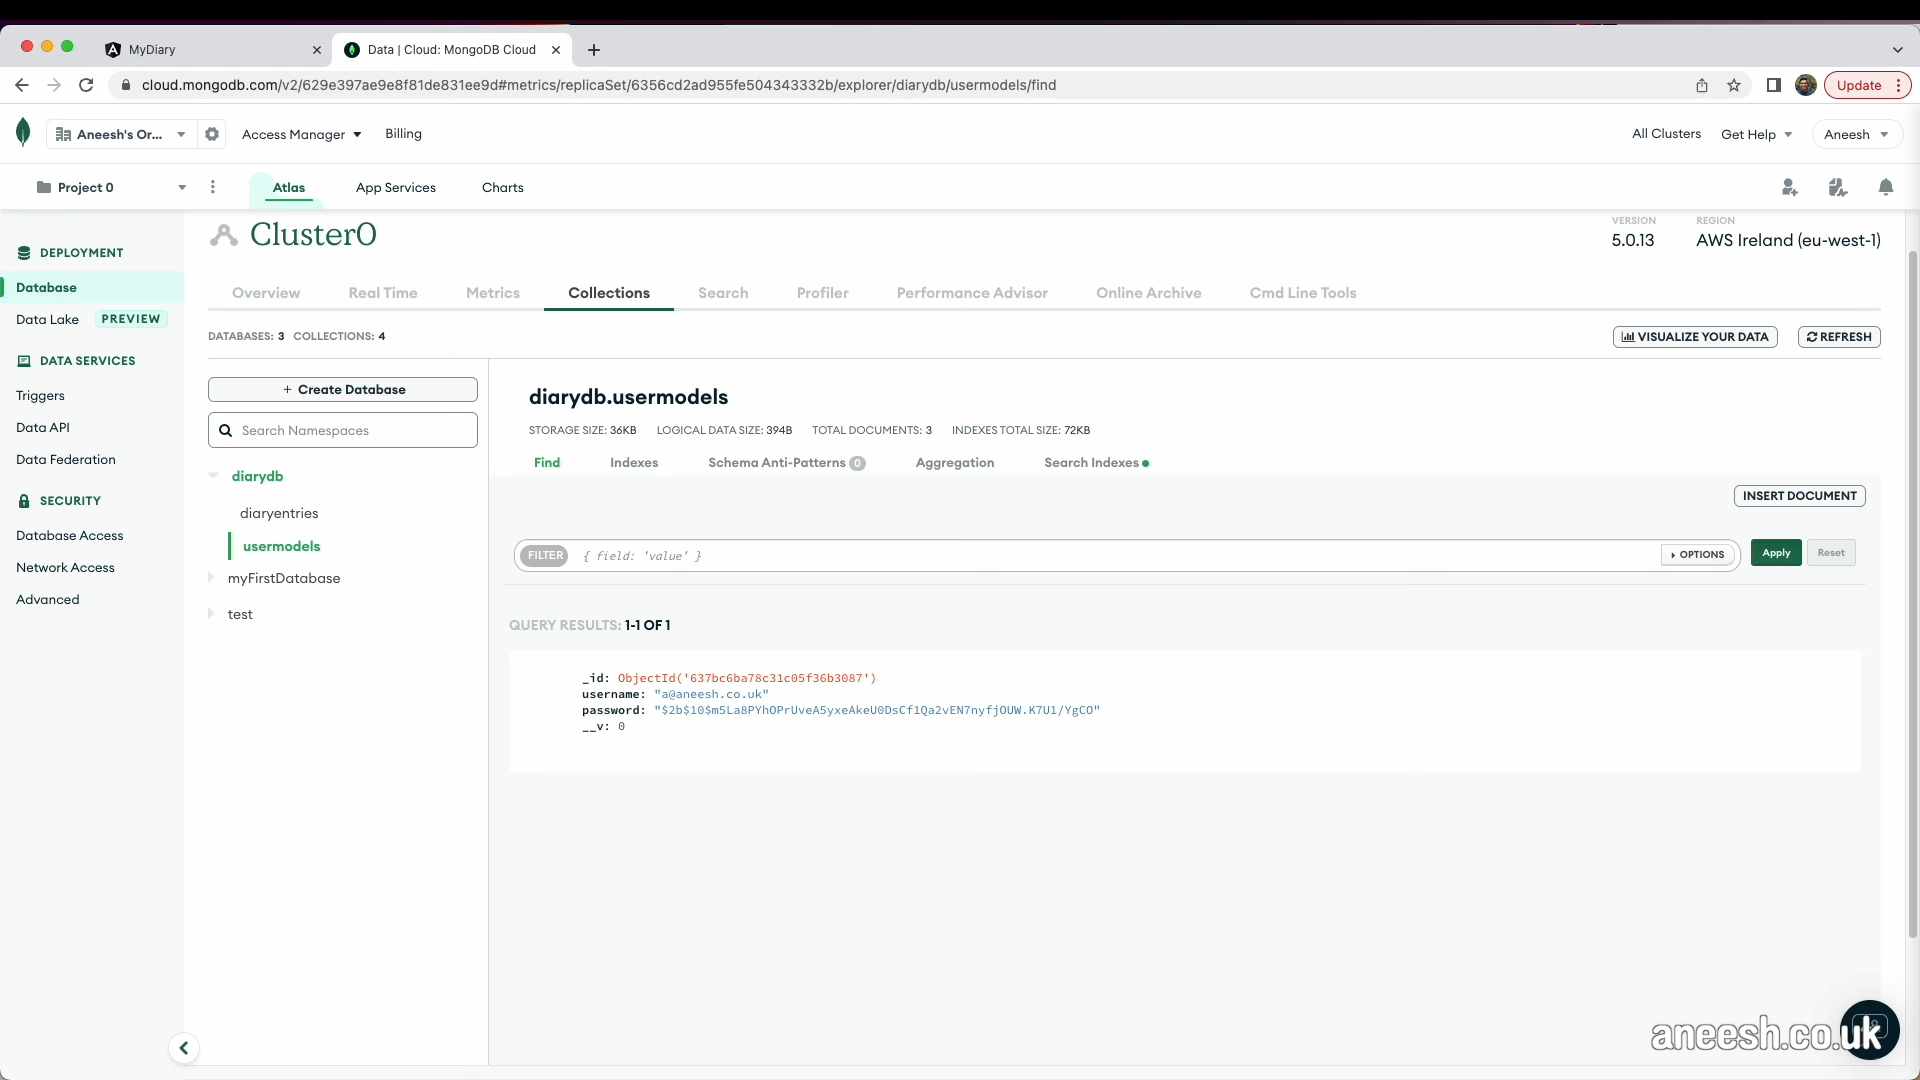 MyDiary
Data | Cloud: MongoDB Cloud
cloud.mongodb.com/v2/629e397ae9e8f81de831ee9d#metrics/replicaSet/6356cd2ad955fe504343332b/explorer/diarydb/usermodels/find
Update
Aneesh's Or...
Access Manager
Billing
All Clusters
Get Help
Aneesh
Project 0
Atlas
App Services
Charts
DEPLOYMENT
Database
Data Lake PREVIEW
DATA SERVICES
Triggers
Data API
Data Federation
SECURITY
Database Access
Network Access
Advanced
Cluster0
VERSION
5.0.13
REGION
AWS Ireland (eu-west-1)
Overview
Real Time
Metrics
Collections
Search
Profiler
Performance Advisor
Online Archive
Cmd Line Tools
DATABASES: 3 COLLECTIONS: 4
VISUALIZE YOUR DATA
REFRESH
+ Create Database
Search Namespaces
diarydb
diaryentries
usermodels
myFirstDatabase
test
diarydb.usermodels
STORAGE SIZE: 36KB LOGICAL DATA SIZE: 394B TOTAL DOCUMENTS: 3 INDEXES TOTAL SIZE: 72KB
Find
Indexes
Schema Anti-Patterns 0
Aggregation
Search Indexes
INSERT DOCUMENT
FILTER { field: 'value' }
OPTIONS
Apply
Reset
QUERY RESULTS: 1-1 OF 1
_id: ObjectId('637bc6ba78c31c05f36b3087')
username: "a@aneesh.co.uk"
password: "$2b$10$m5La8PYhOPrUveA5yxeAkeU0DsCf1Qa2vEN7nyfjOUW.K7U1/YgCO"
__v: 0
aneesh.co.uk